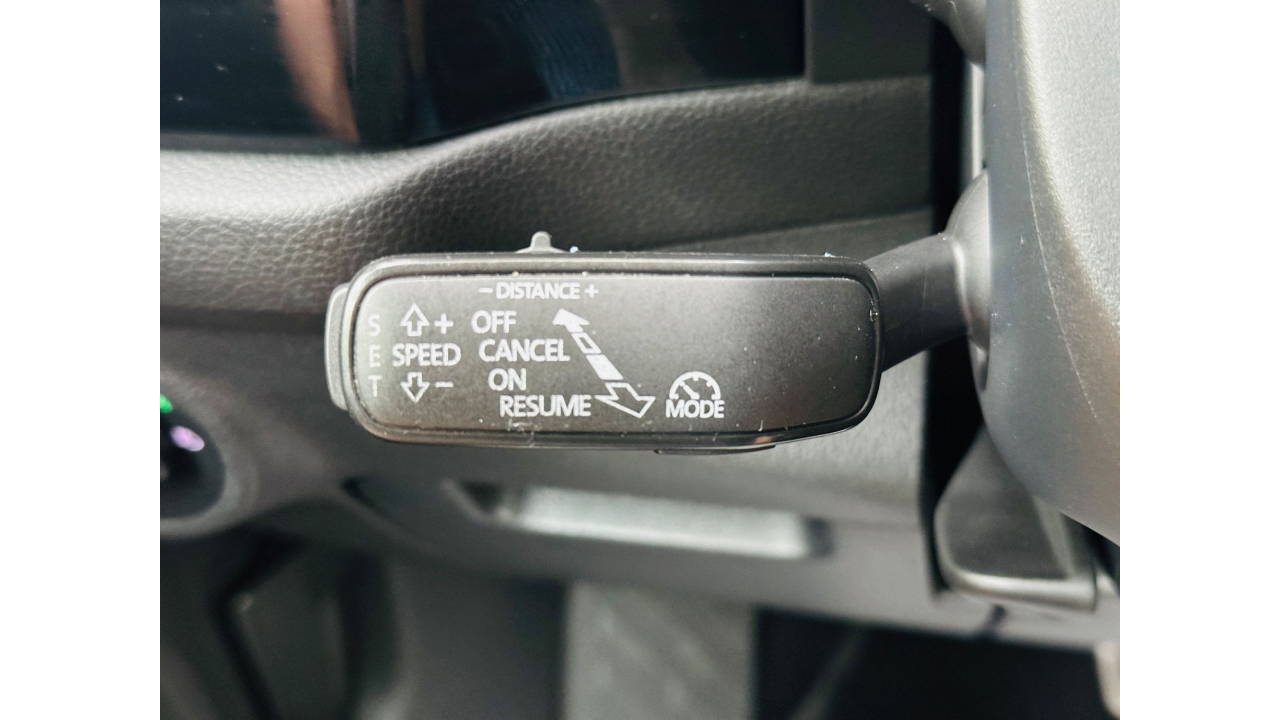 - DISTANCE +
S + OFF
E SPEED CANCEL
T - ON
RESUME MODE